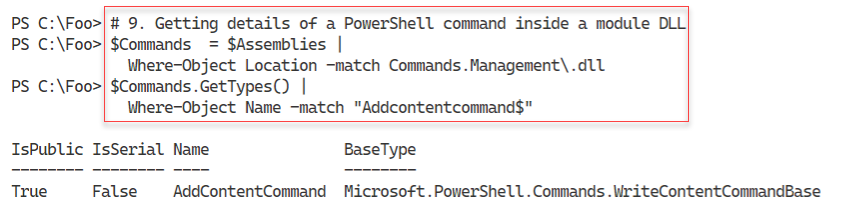 PS C:\Foo> # 9. Getting details of a PowerShell command inside a module DLL
PS C:\Foo> $Commands  = $Assemblies |
  Where-Object Location -match Commands.Management\.dll
PS C:\Foo> $Commands.GetTypes() |
  Where-Object Name -match "Addcontentcommand$"
IsPublic IsSerial Name              BaseType
-------- -------- ----              --------
True     False    AddContentCommand Microsoft.PowerShell.Commands.WriteContentCommandBase